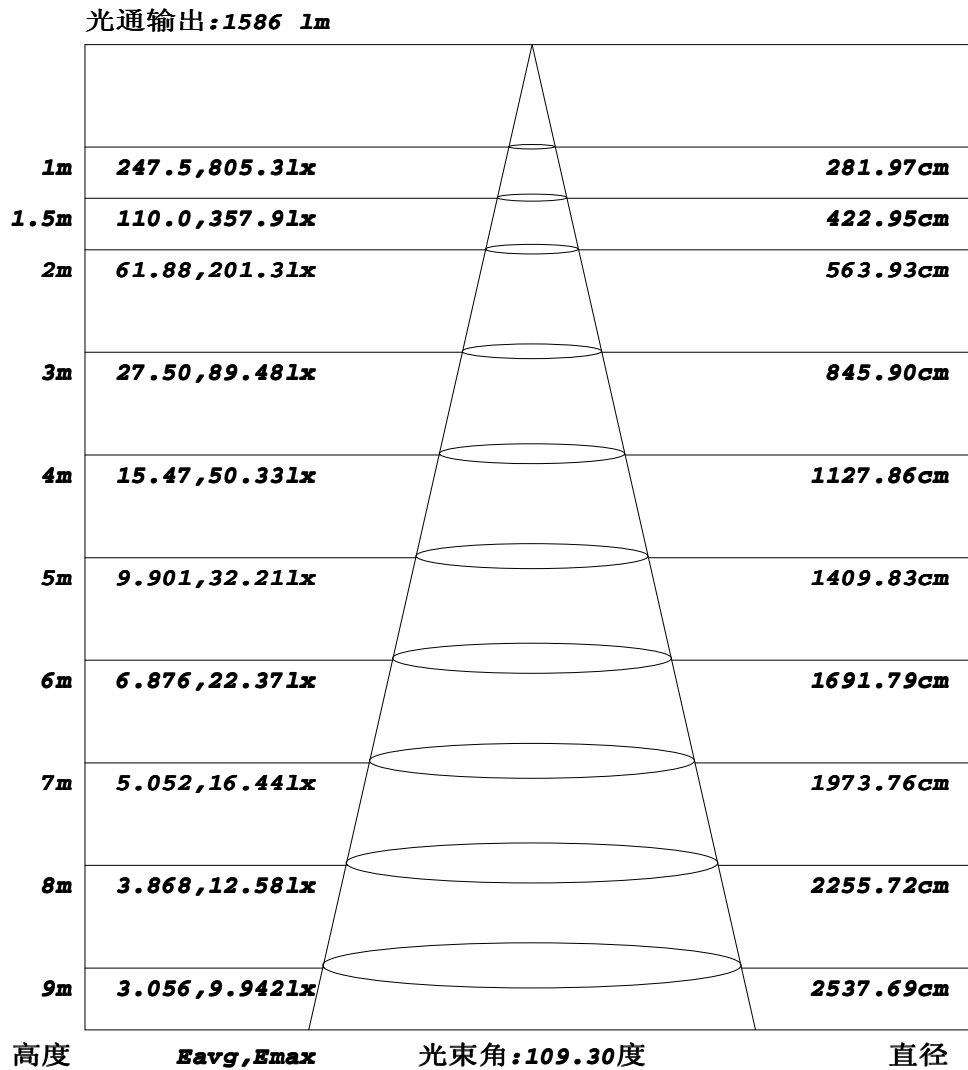 光通输出:1586 lm
1m 247.5,805.3lx 281.97cm
1.5m 110.0,357.9lx 422.95cm
2m 61.88,201.3lx 563.93cm
3m 27.50,89.48lx 845.90cm
4m 15.47,50.33lx 1127.86cm
5m 9.901,32.21lx 1409.83cm
6m 6.876,22.37lx 1691.79cm
7m 5.052,16.44lx 1973.76cm
8m 3.868,12.58lx 2255.72cm
9m 3.056,9.942lx 2537.69cm
高度 Eavg,Emax 光束角:109.30度 直径